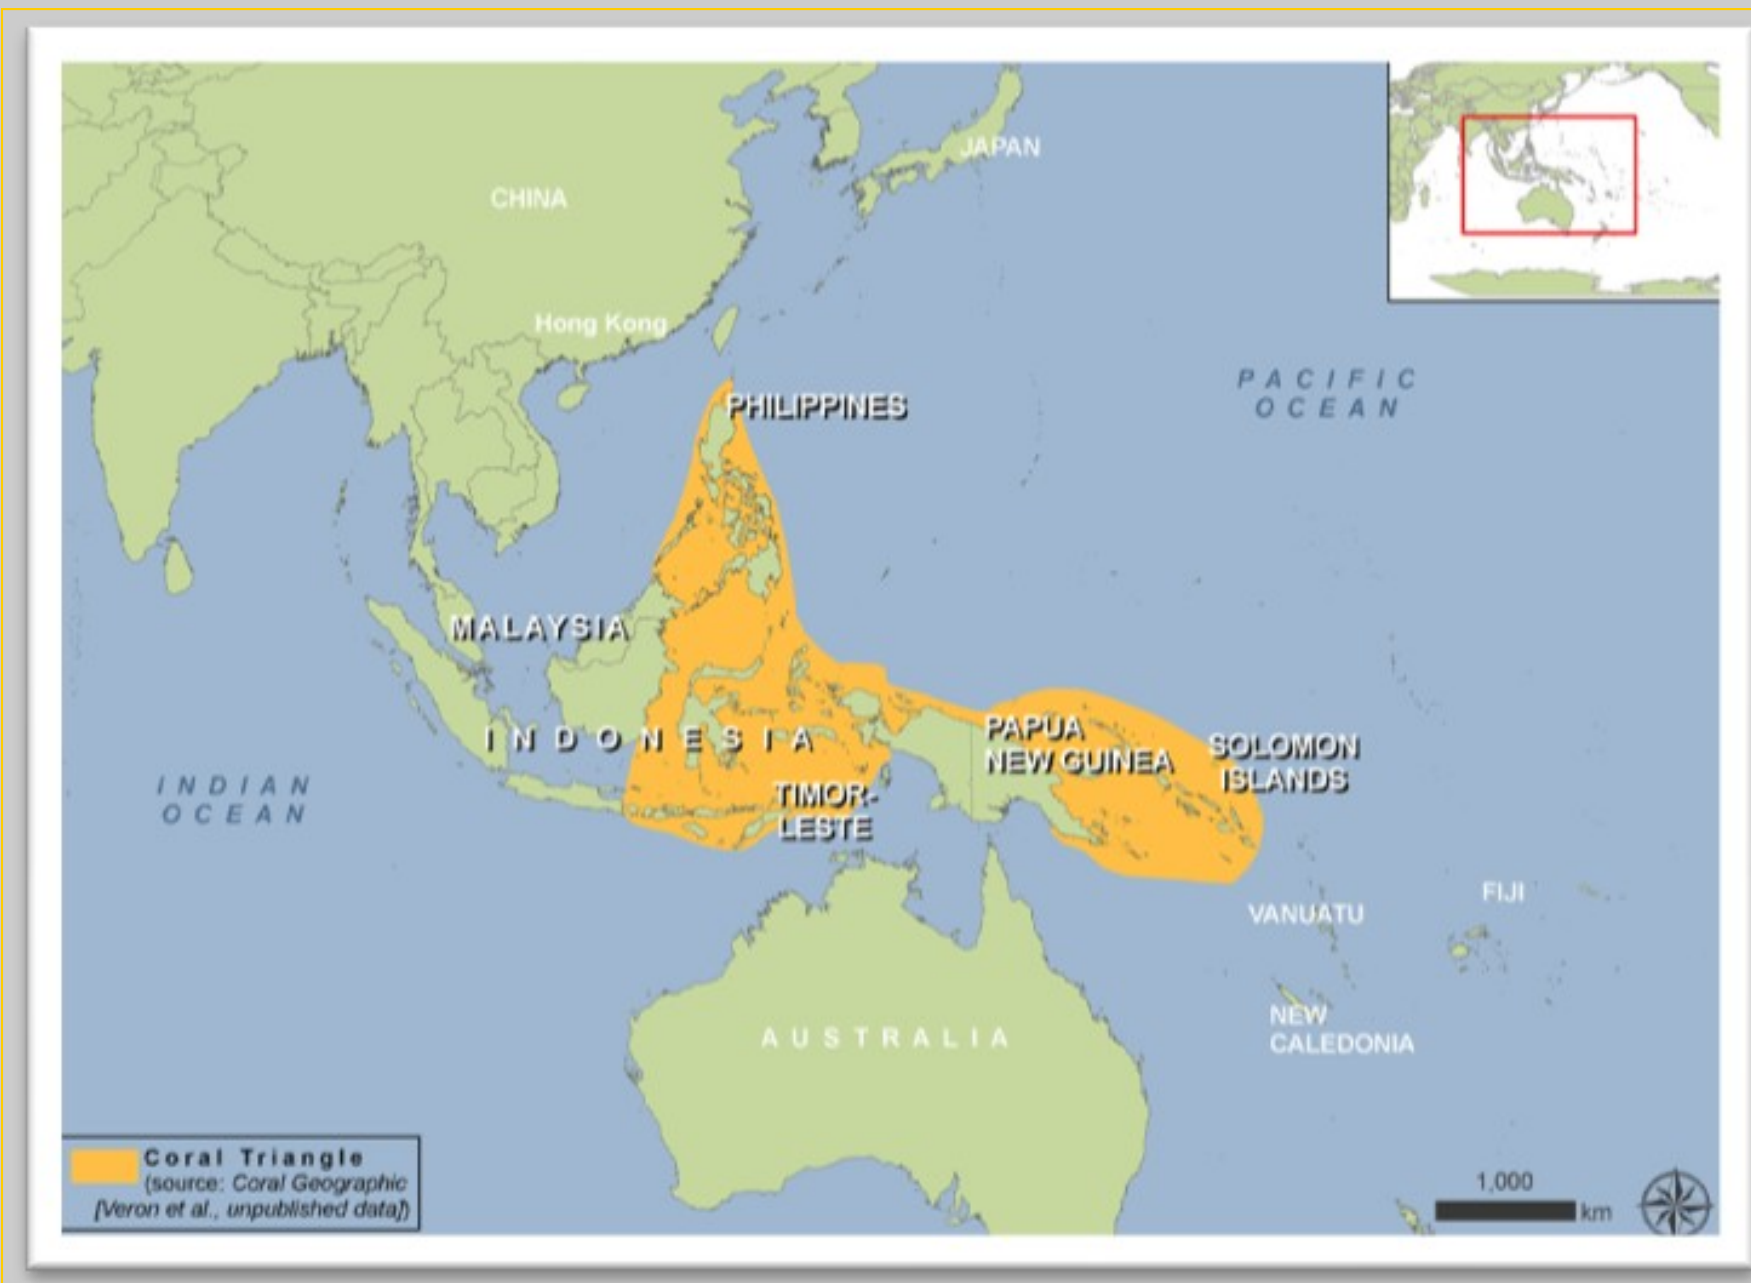 JAPAN
CHINA
Hong Kong
PACIFIC
OCEAN
PHILIPPINES
MALAYSIA
INDONESIA
PAPUA
NEW GUINEA
SOLOMON
ISLANDS
INDIAN
OCEAN
TIMOR-
LESTE
FIJI
VANUATU
NEW
CALEDONIA
AUSTRALIA
Coral Triangle
(source: Coral Geographic
[Veron et al., unpublished data])
1,000
km